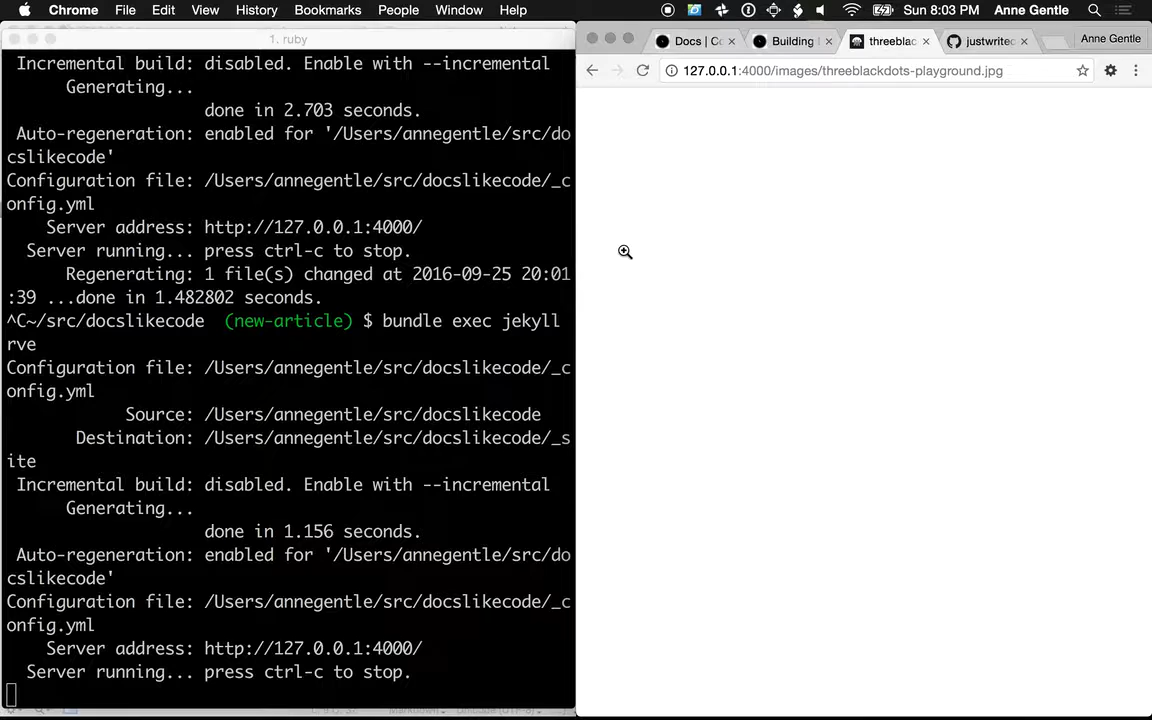 Chrome File Edit View History Bookmarks People Window Help Sun 8:03 PM Anne Gentle
1. ruby
Incremental build: disabled. Enable with --incremental
Generating...
done in 2.703 seconds.
Auto-regeneration: enabled for '/Users/annegentle/src/do
cslikecode'
Configuration file: /Users/annegentle/src/docslikecode/_c
onfig.yml
Server address: http://127.0.0.1:4000/
Server running... press ctrl-c to stop.
Regenerating: 1 file(s) changed at 2016-09-25 20:01
:39 ...done in 1.482802 seconds.
^C~/src/docslikecode (new-article) $ bundle exec jekyll
rve
Configuration file: /Users/annegentle/src/docslikecode/_c
onfig.yml
Source: /Users/annegentle/src/docslikecode
Destination: /Users/annegentle/src/docslikecode/_s
ite
Incremental build: disabled. Enable with --incremental
Generating...
done in 1.156 seconds.
Auto-regeneration: enabled for '/Users/annegentle/src/do
cslikecode'
Configuration file: /Users/annegentle/src/docslikecode/_c
onfig.yml
Server address: http://127.0.0.1:4000/
Server running... press ctrl-c to stop.
Docs | Co
Building
threeblac
justwrite
Anne Gentle
127.0.0.1:4000/images/threeblackdots-playground.jpg